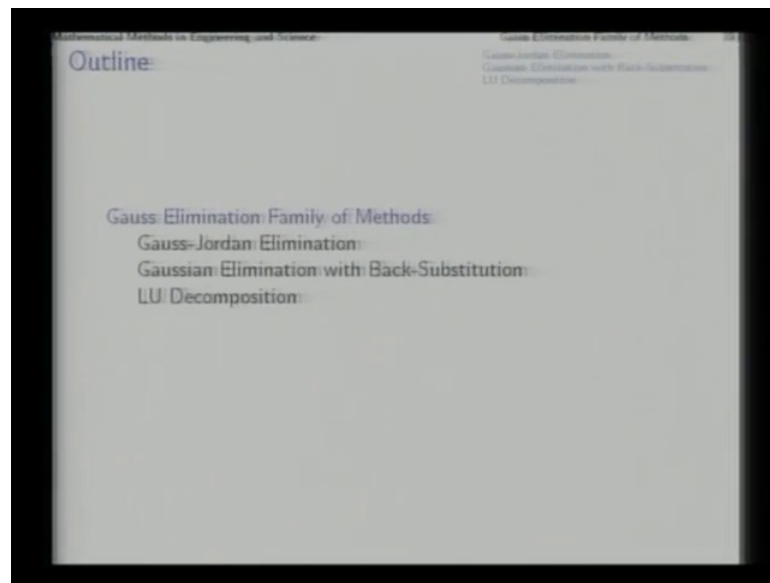 Mathematical Methods in Engineering and Science
Gauss Elimination Family of Methods
Outline
Gauss-Jordan Elimination
Gaussian Elimination with Back-Substitution
LU Decomposition
Gauss Elimination Family of Methods
Gauss-Jordan Elimination
Gaussian Elimination with Back-Substitution
LU Decomposition